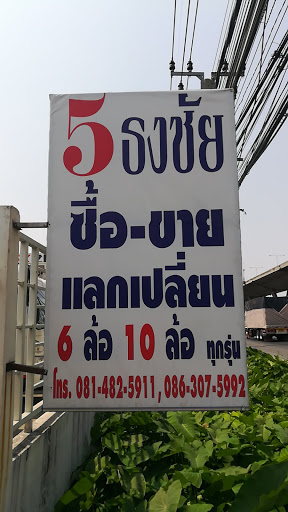 5 ธงชัย
ซื้อ-ขาย
แลกเปลี่ยน
6 ล้อ 10 ล้อ ทุกรุ่น
โทร. 081-482-5911, 086-307-5992